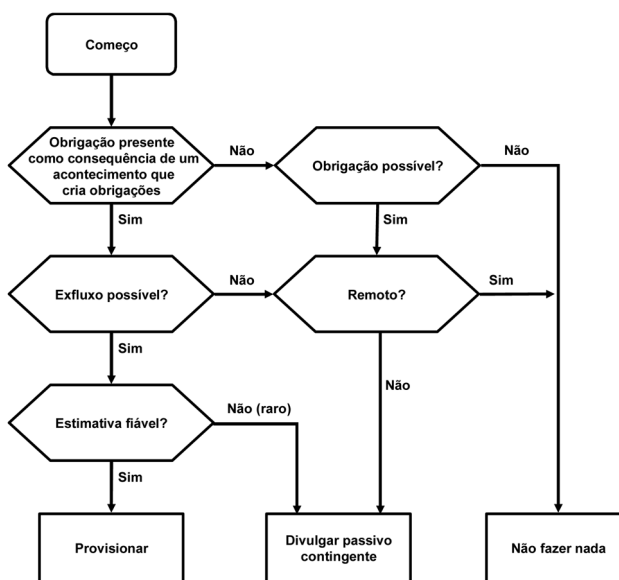 Começo
Obrigação presente
como consequência de um
acontecimento que
cria obrigações
Não
Obrigação possível?
Não
Sim
Sim
Exfluxo possível?
Não
Remoto?
Sim
Sim
Não
Estimativa fiável?
Não (raro)
Sim
Provisionar
Divulgar passivo
contingente
Não fazer nada